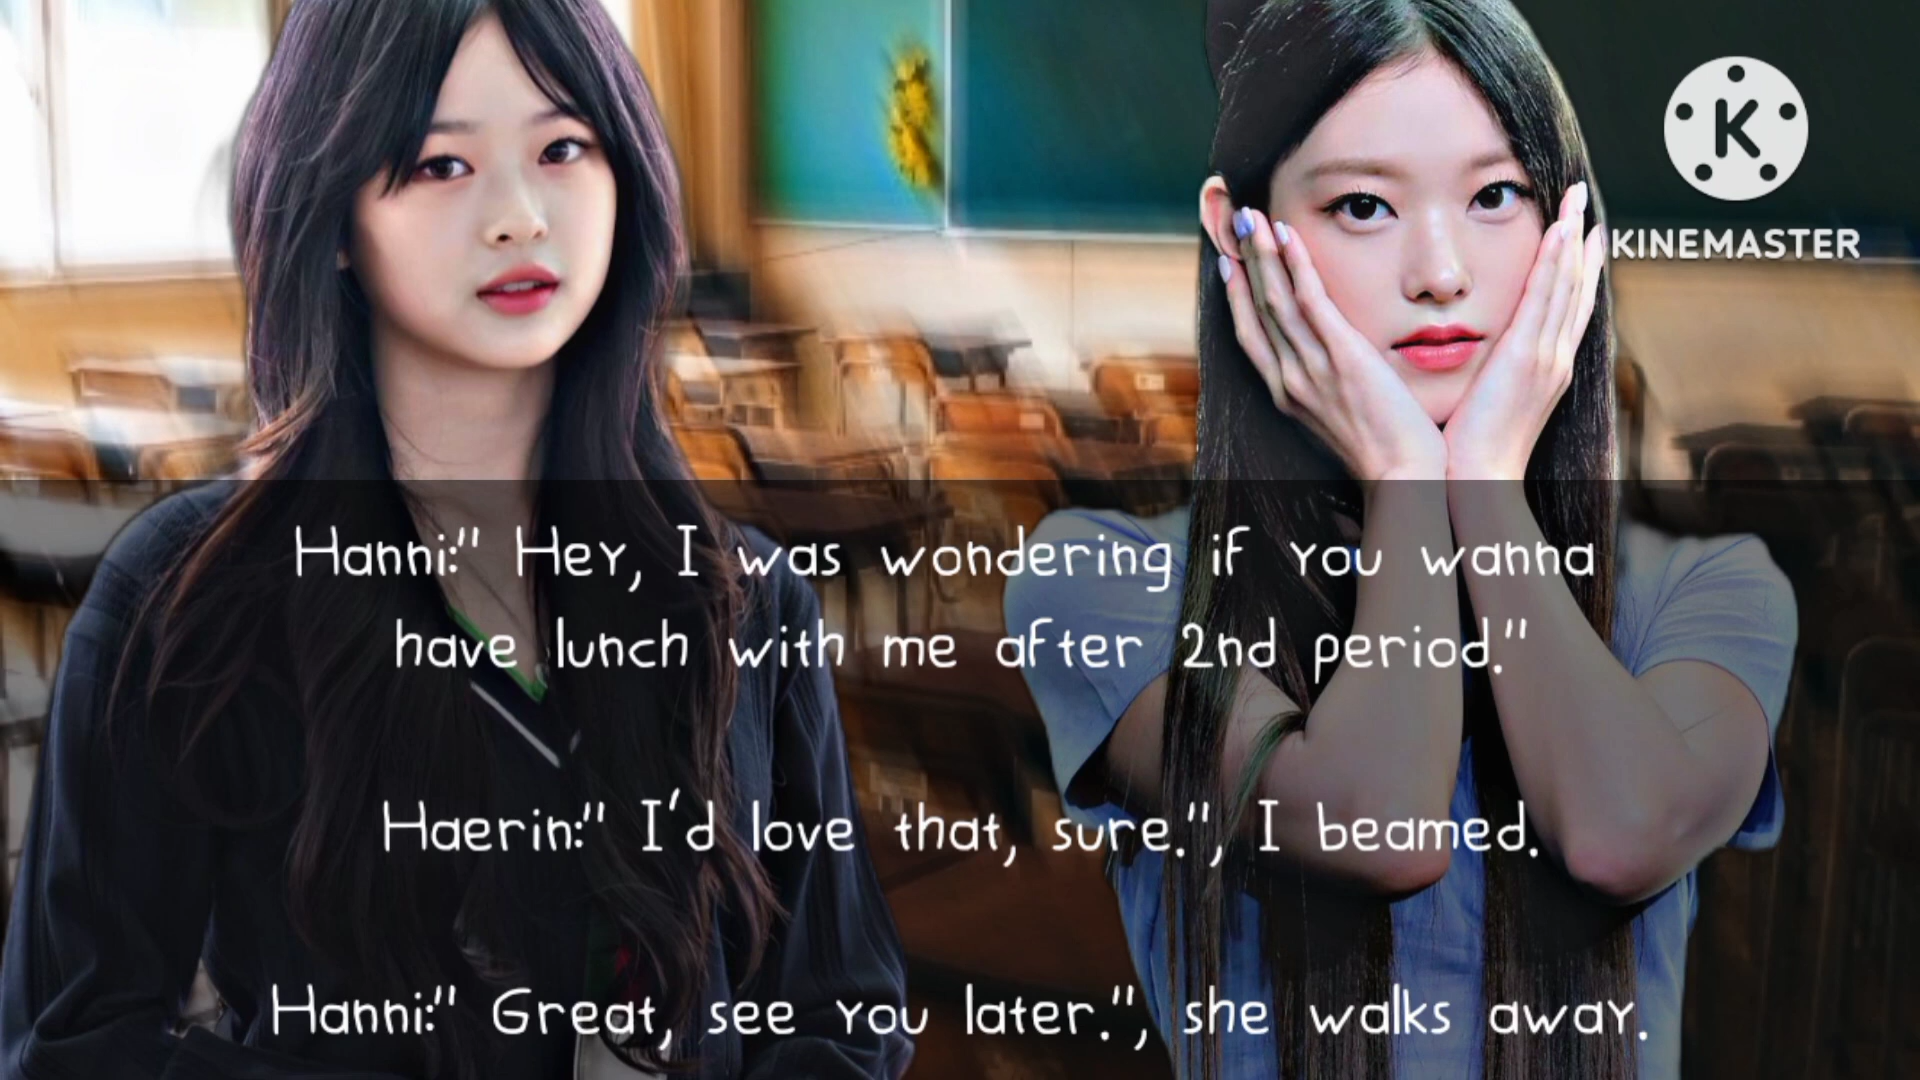 K
KINEMASTER
Hanni:" Hey, I was wondering if you wanna
have lunch with me after 2nd period."
Haerin:" I'd love that, sure.", I beamed.
Hanni:" Great, see you later.", she walks away.